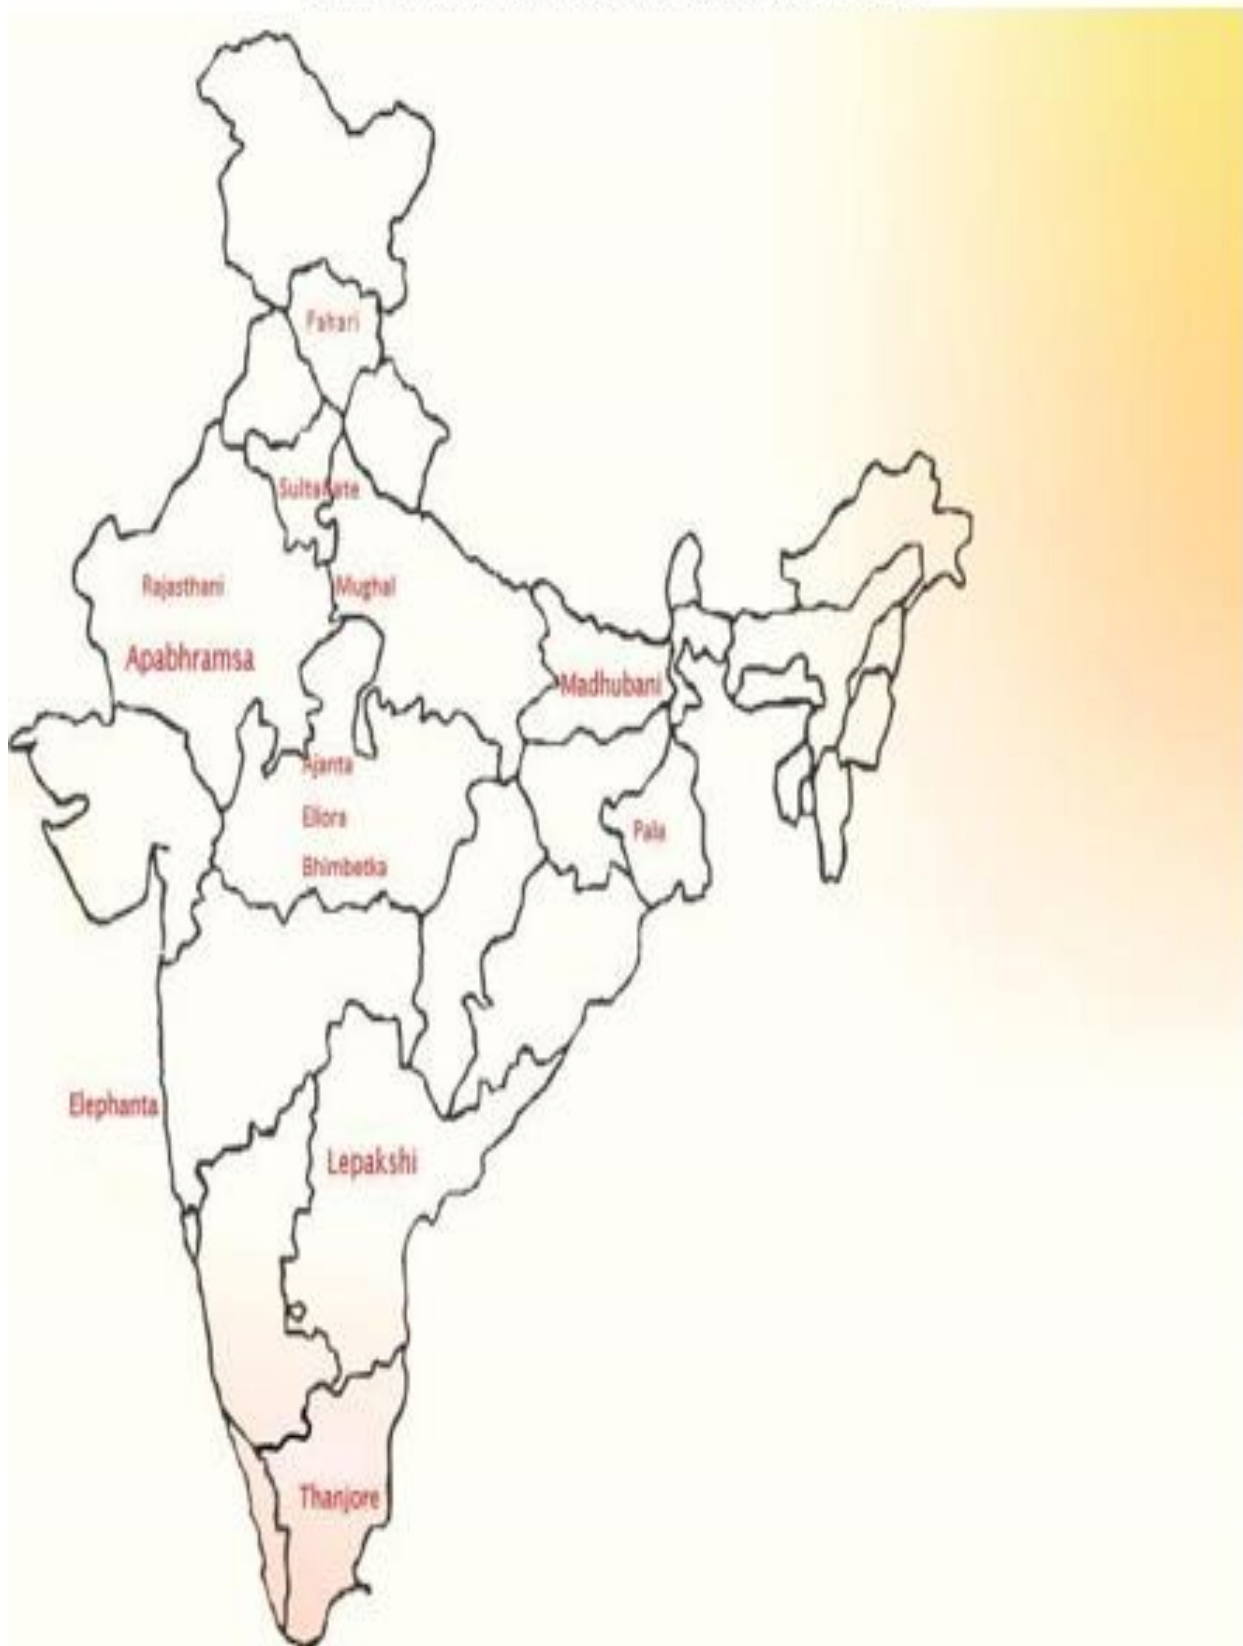 Pahari
Sultanate
Rajasthani
Mughal
Apabhramsa
Madhubani
Ajanta
Ellora
Pala
Bhimbetka
Elephanta
Lepakshi
Thanjore